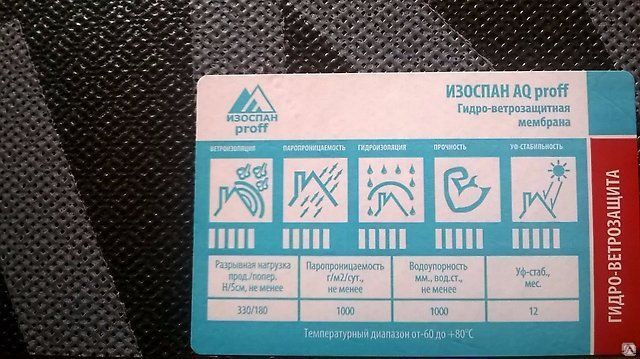 ИЗОСПАН
proff
ИЗОСПАН AQ proff
Гидро-ветрозащитная
мембрана
ВЕТРОИЗОЛЯЦИЯ
ПАРОПРОНИЦАЕМОСТЬ
ГИДРОИЗОЛЯЦИЯ
ПРОЧНОСТЬ
УФ-СТАБИЛЬНОСТЬ
ГИДРО-ВЕТРОЗАЩИТА
Разрывная нагрузка
прод./попер.
Н/5см, не менее
Паропроницаемость
г/м2/сут.,
не менее
Водоупорность
мм., вод.ст.,
не менее
Уф-стаб.,
мес.
330/180
1000
1000
12
Температурный диапазон от-60 до +80°С